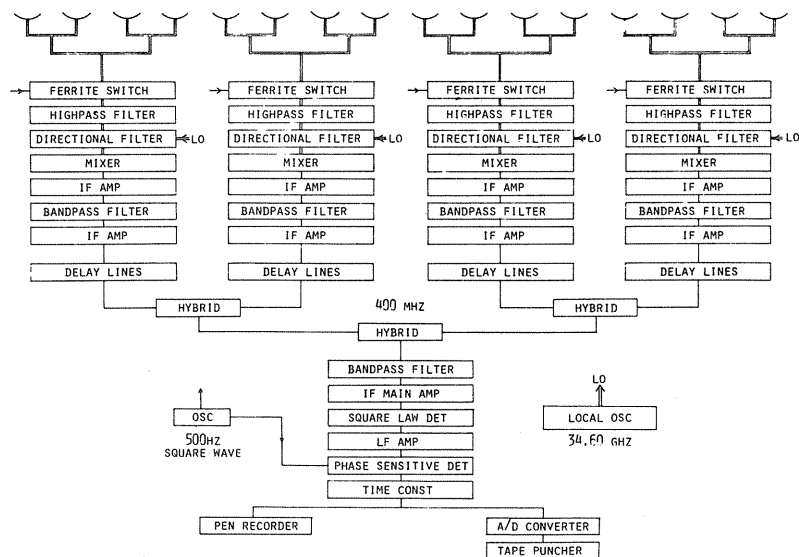 FERRITE SWITCH FERRITE SWITCH FERRITE SWITCH FERRITE SWITCH
HIGHPASS FILTER HIGHPASS FILTER HIGHPASS FILTER HIGHPASS FILTER
DIRECTIONAL FILTER LO DIRECTIONAL FILTER LO DIRECTIONAL FILTER LO DIRECTIONAL FILTER LO
MIXER MIXER MIXER MIXER
IF AMP IF AMP IF AMP IF AMP
BANDPASS FILTER BANDPASS FILTER BANDPASS FILTER BANDPASS FILTER
IF AMP IF AMP IF AMP IF AMP
DELAY LINES DELAY LINES DELAY LINES DELAY LINES
HYBRID 400 MHZ HYBRID
HYBRID
BANDPASS FILTER
IF MAIN AMP LO
OSC SQUARE LAW DET LOCAL OSC
500HZ LF AMP 34.60 GHZ
SQUARE WAVE
PHASE SENSITIVE DET
TIME CONST
PEN RECORDER A/D CONVERTER
TAPE PUNCHER